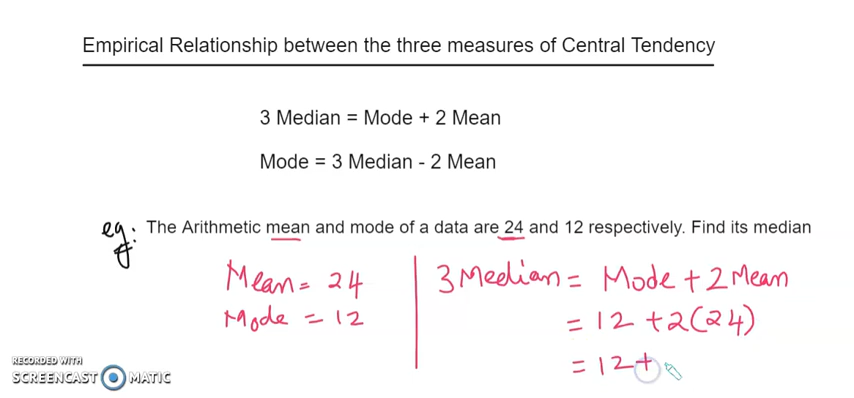 Empirical Relationship between the three measures of Central Tendency
3 Median = Mode + 2 Mean
Mode = 3 Median - 2 Mean
eg: The Arithmetic mean and mode of a data are 24 and 12 respectively. Find its median
Mean = 24
Mode = 12
3 Median = Mode + 2 Mean
= 12 + 2(24)
= 12 +
RECORDED WITH
SCREENCAST MATIC